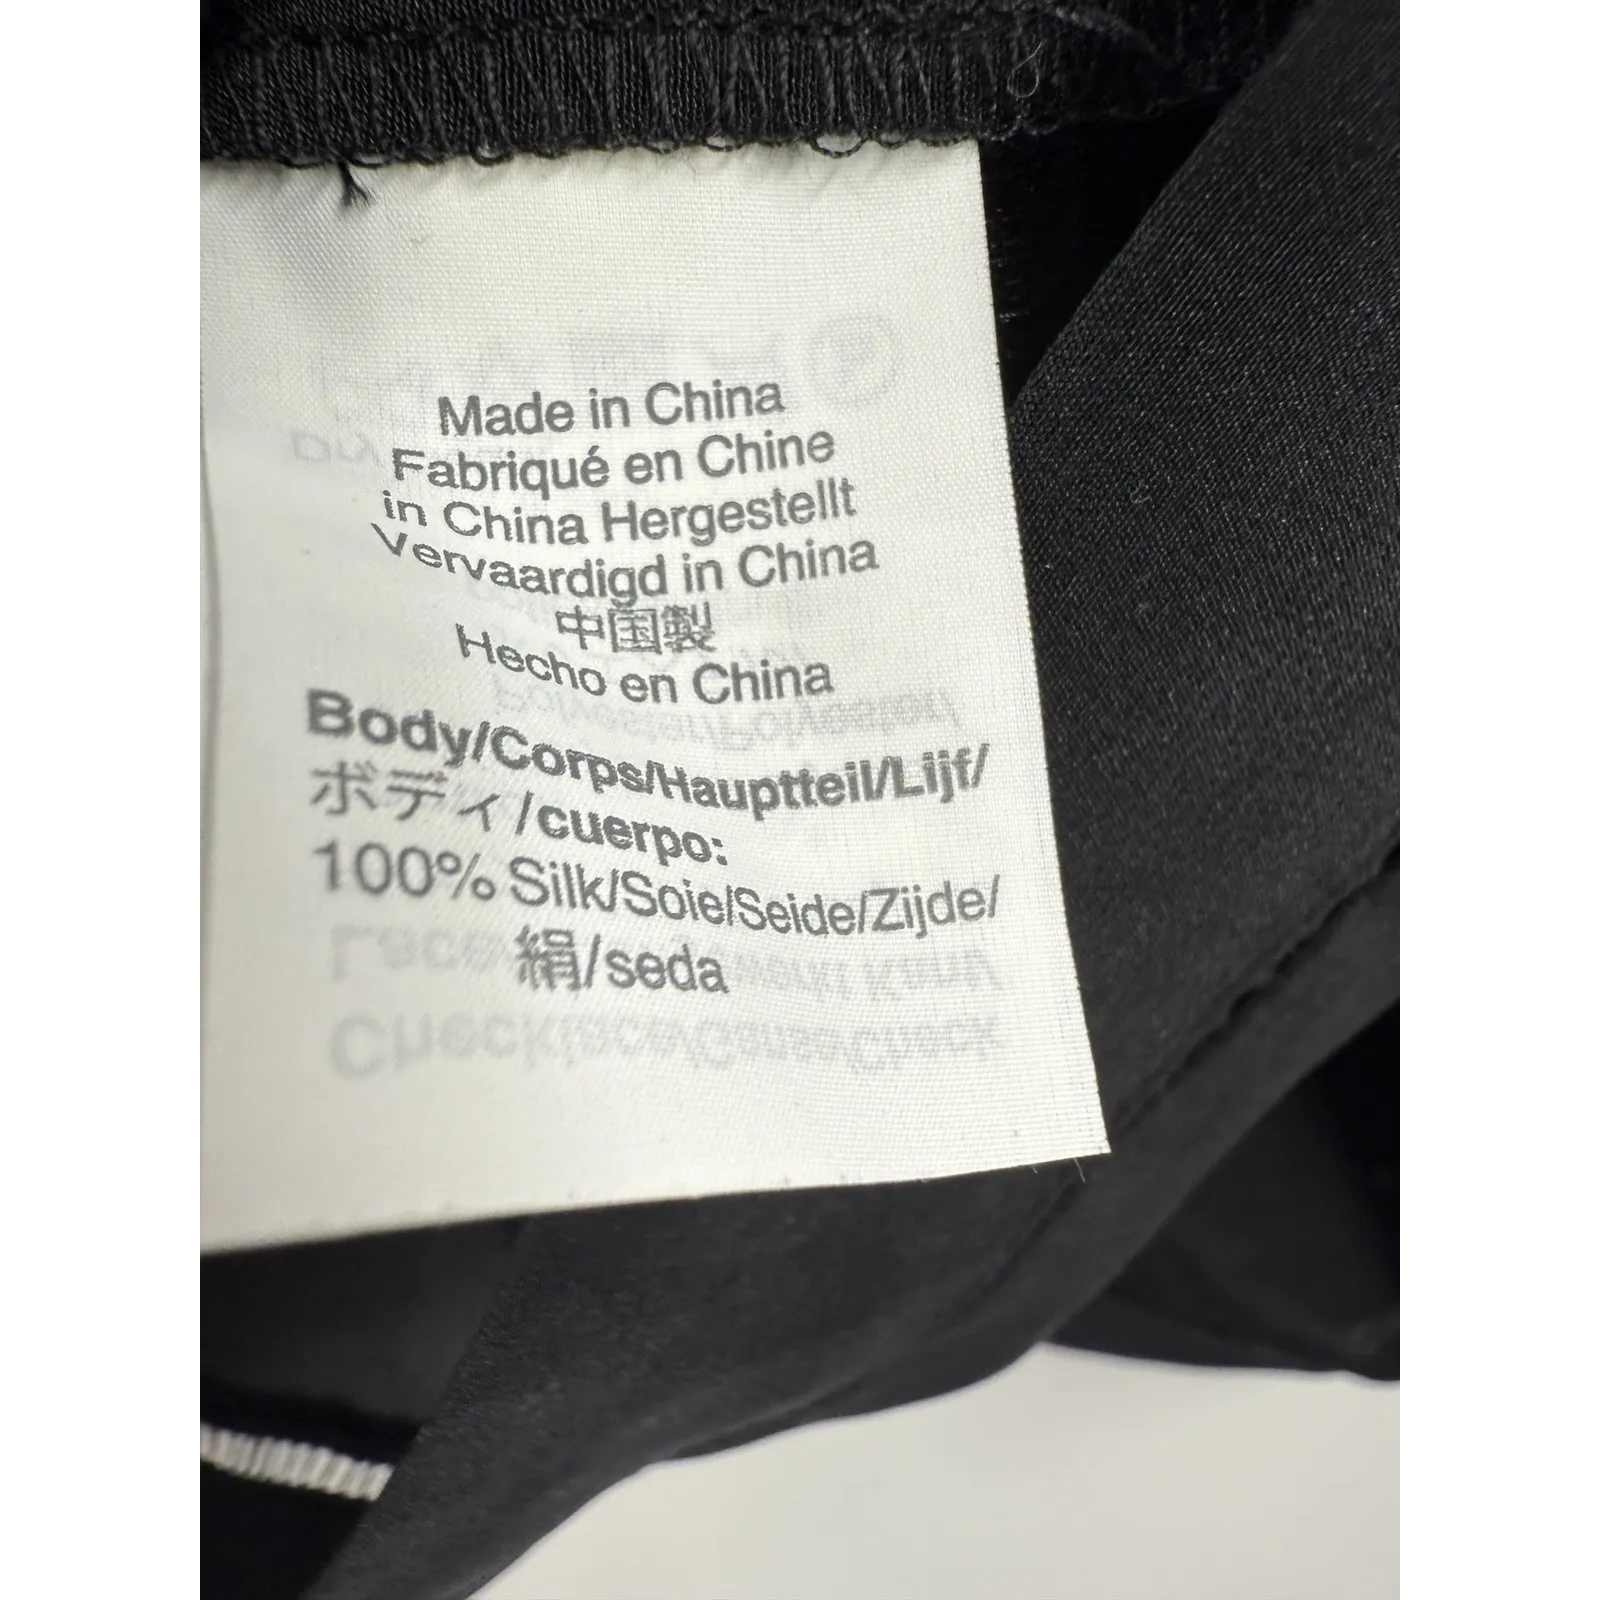 Made in China
Fabriqué en Chine
in China Hergestellt
Vervaardigd in China
中国製
Hecho en China
Body/Corps/Hauptteil/Lijf/
ボディ/cuerpo:
100% Silk/Soie/Seide/Zijde/
絹/seda